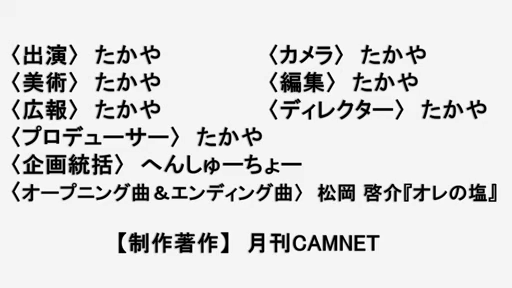 〈出演〉 たかや 〈カメラ〉 たかや
〈美術〉 たかや 〈編集〉 たかや
〈広報〉 たかや 〈ディレクター〉 たかや
〈プロデューサー〉 たかや
〈企画統括〉 へんしゅーちょー
〈オープニング曲＆エンディング曲〉 松岡 啓介『オレの塩』
【制作著作】 月刊CAMNET